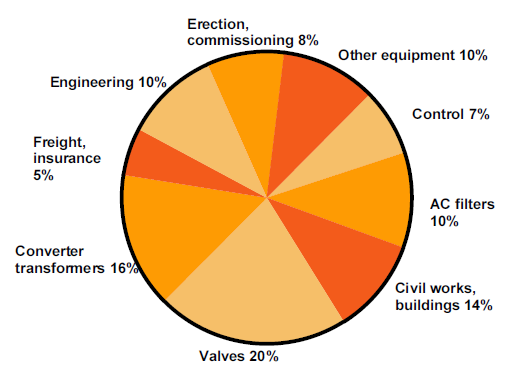 Erection,
commissioning 8%
Other equipment 10%
Control 7%
AC filters
10%
Civil works,
buildings 14%
Valves 20%
Converter
transformers 16%
Freight,
insurance
5%
Engineering 10%